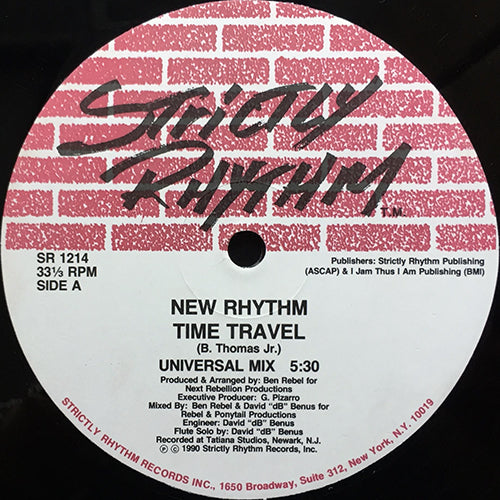 STRICTLY
RHYTHM
T.M.
SR 1214
33⅓ RPM
SIDE A
Publishers: Strictly Rhythm Publishing
(ASCAP) & I Jam Thus I Am Publishing (BMI)
NEW RHYTHM
TIME TRAVEL
(B. Thomas Jr.)
UNIVERSAL MIX 5:30
Produced & Arranged by: Ben Rebel for
Next Rebellion Productions
Executive Producer: G. Pizarro
Mixed By: Ben Rebel & David "dB" Benus for
Rebel & Ponytail Productions
Engineer: David "dB" Benus
Flute Solo by: David "dB" Benus
Recorded at Tatiana Studios, Newark, N.J.
℗ © 1990 Strictly Rhythm Records, Inc.
STRICTLY RHYTHM RECORDS INC., 1650 Broadway, Suite 312, New York, N.Y. 10019